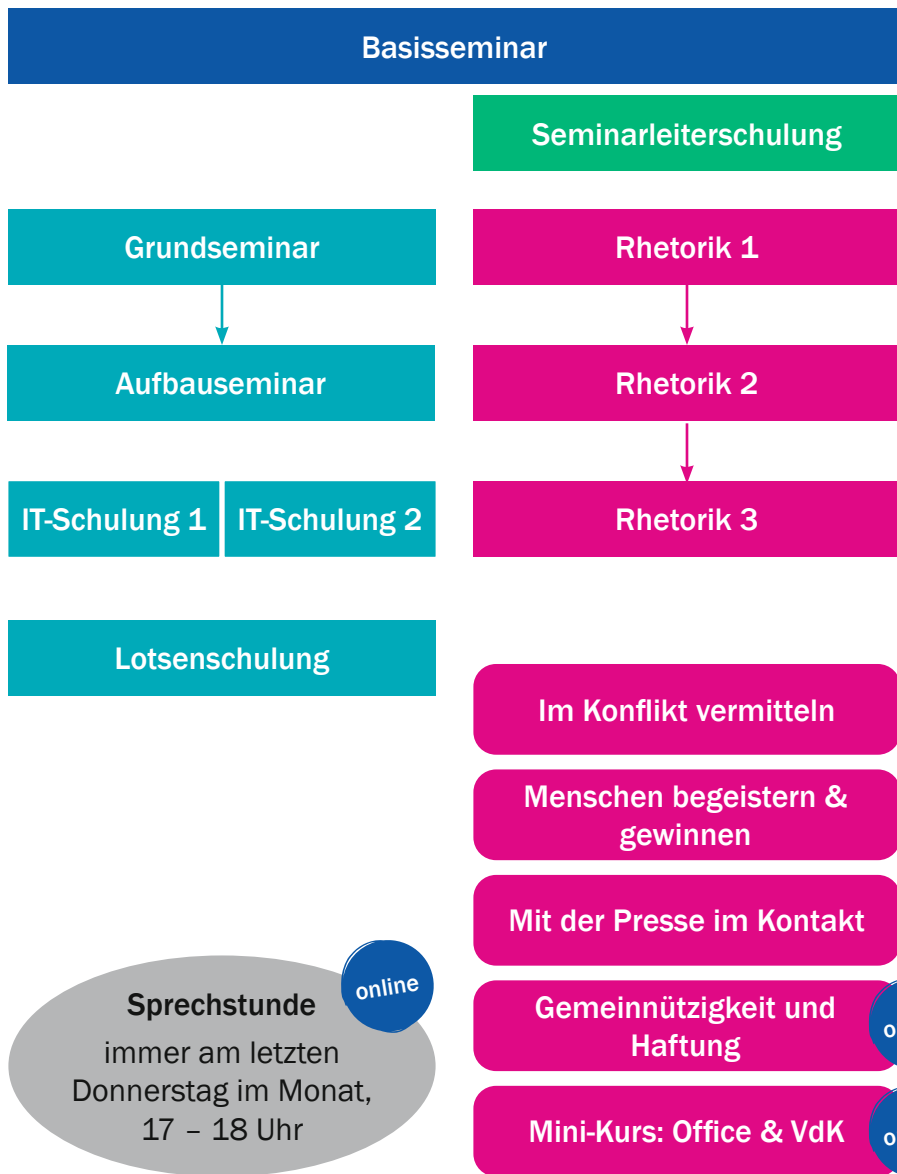 Basisseminar
Seminarleiterschulung
Grundseminar
Rhetorik 1
Aufbauseminar
Rhetorik 2
IT-Schulung 1
IT-Schulung 2
Rhetorik 3
Lotsenschulung
Im Konflikt vermitteln
Menschen begeistern &
gewinnen
Mit der Presse im Kontakt
online
Sprechstunde
immer am letzten
Donnerstag im Monat,
17 – 18 Uhr
Gemeinnützigkeit und
Haftung
Mini-Kurs: Office & VdK